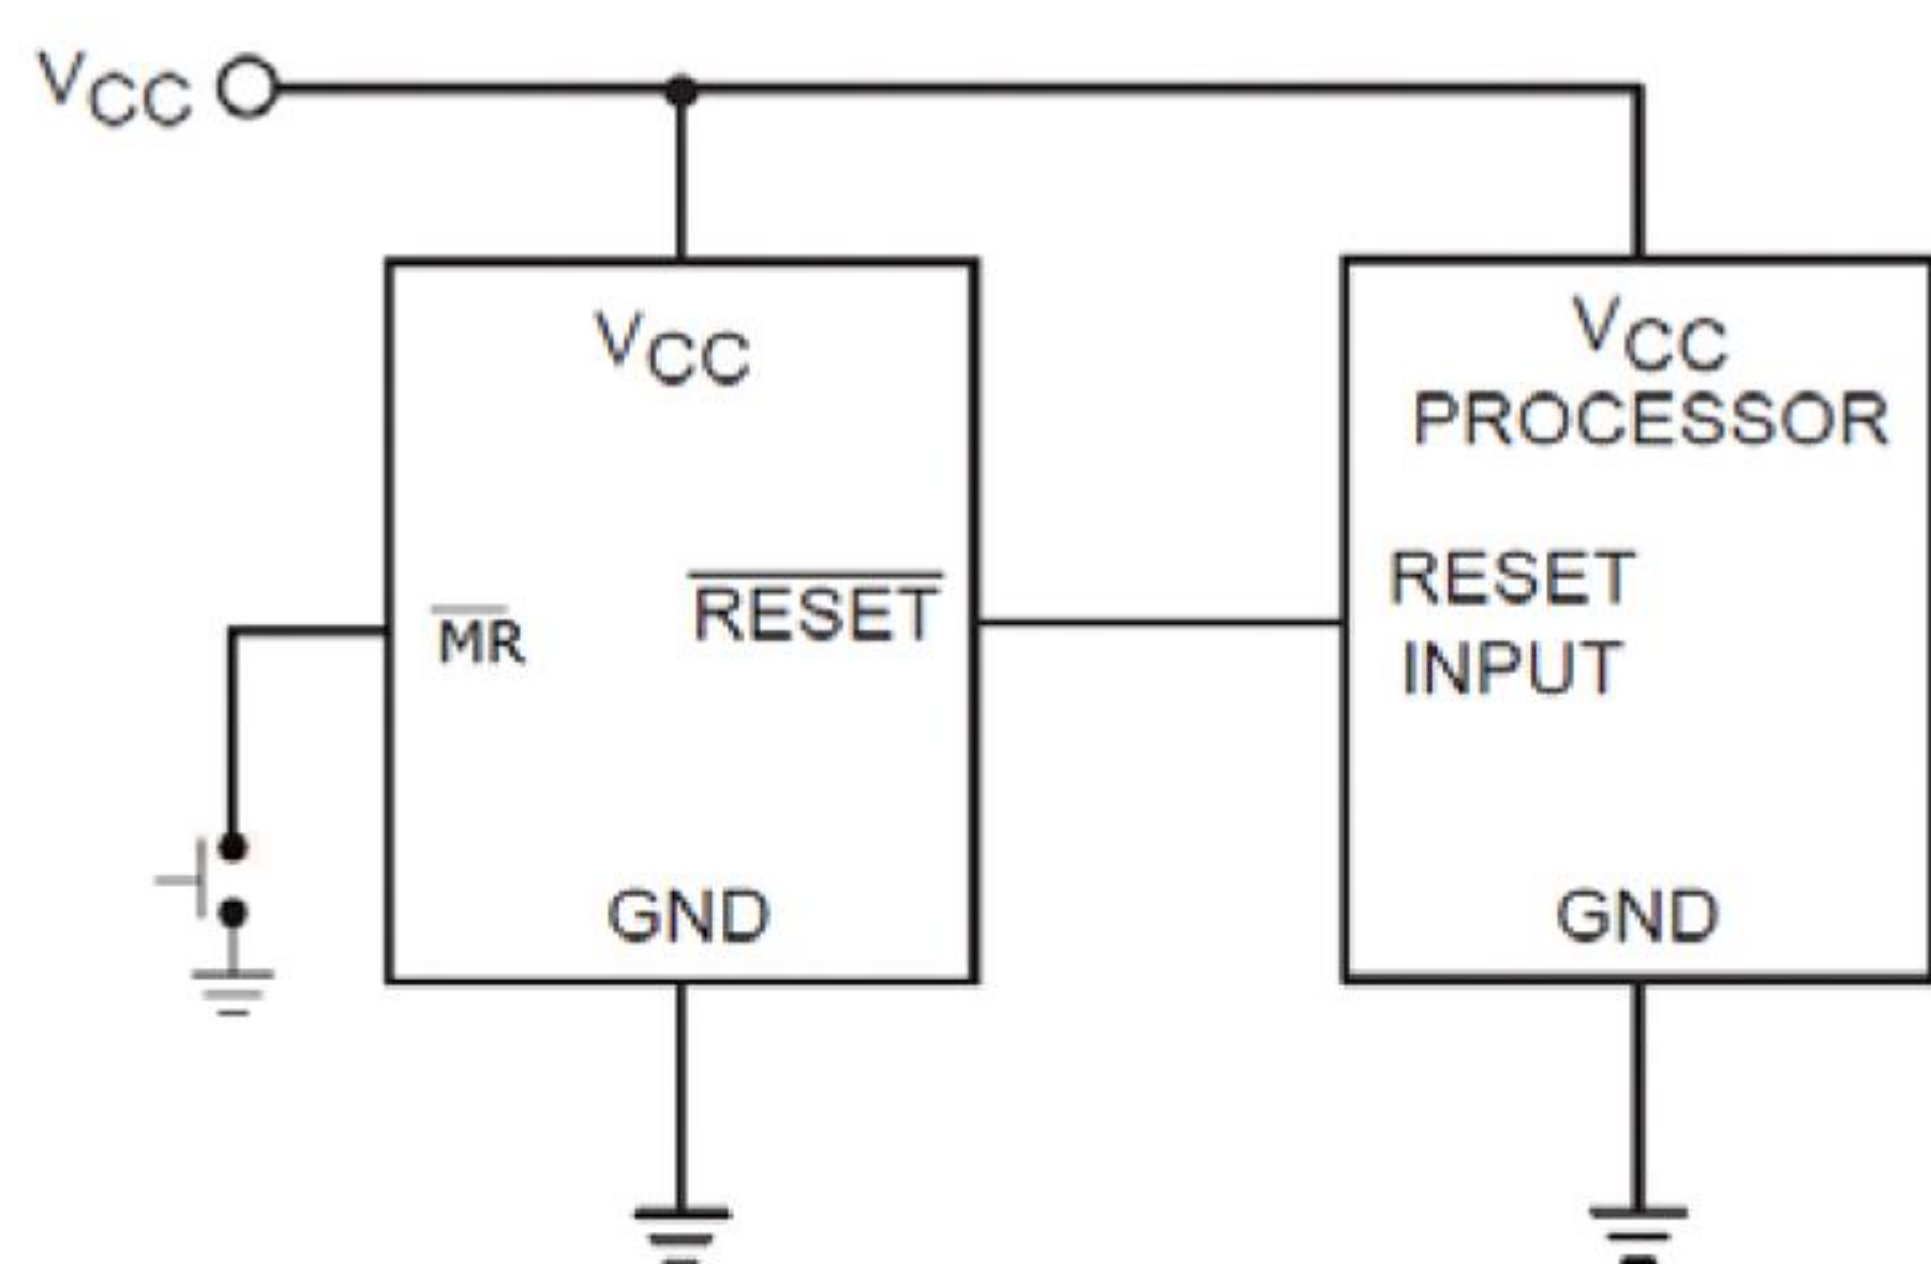 VCC
VCC
MR
RESET
GND
VCC
PROCESSOR
RESET
INPUT
GND